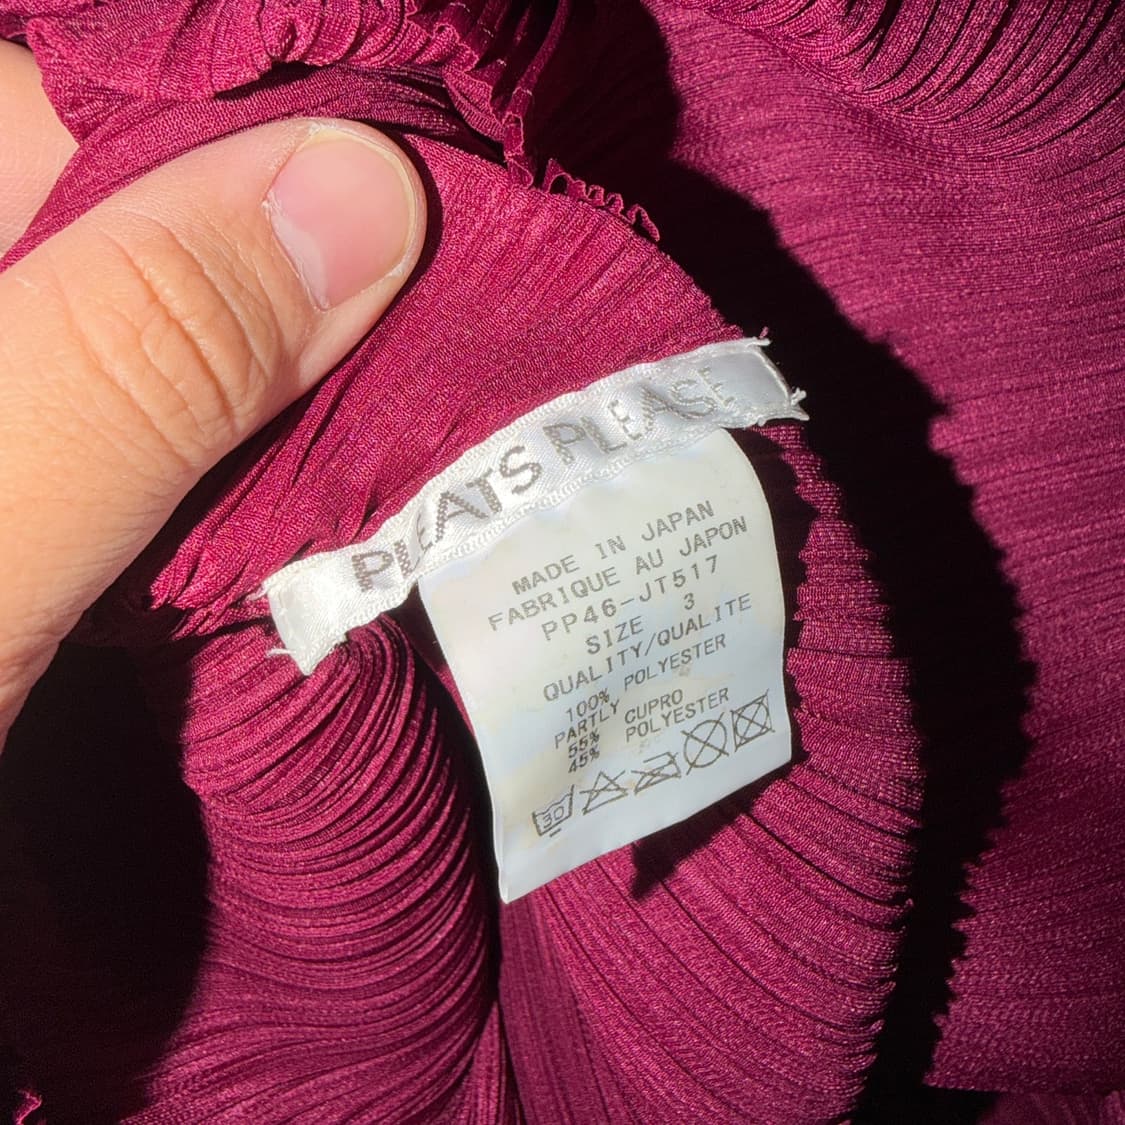 PLEATS PLEASE
MADE IN JAPAN
FABRIQUE AU JAPON
PP46-JT517
SIZE 3
QUALITY/QUALITE
100% POLYESTER
PARTLY
55% CUPRO
45% POLYESTER
30